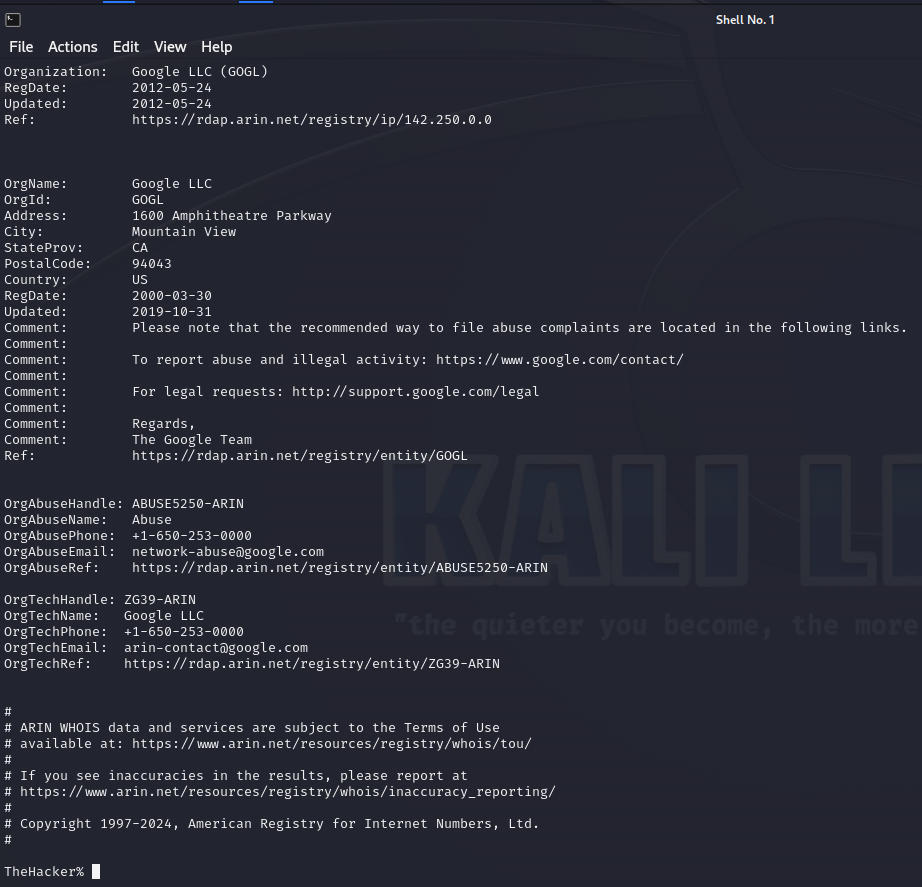 Shell No. 1
File Actions Edit View Help
Organization:   Google LLC (GOGL)
RegDate:        2012-05-24
Updated:        2012-05-24
Ref:            https://rdap.arin.net/registry/ip/142.250.0.0
OrgName:        Google LLC
OrgId:          GOGL
Address:        1600 Amphitheatre Parkway
City:           Mountain View
StateProv:      CA
PostalCode:     94043
Country:        US
RegDate:        2000-03-30
Updated:        2019-10-31
Comment:        Please note that the recommended way to file abuse complaints are located in the following links.
Comment:
Comment:        To report abuse and illegal activity: https://www.google.com/contact/
Comment:
Comment:        For legal requests: http://support.google.com/legal
Comment:
Comment:        Regards,
Comment:        The Google Team
Ref:            https://rdap.arin.net/registry/entity/GOGL
KALI LI
OrgAbuseHandle: ABUSE5250-ARIN
OrgAbuseName:   Abuse
OrgAbusePhone:  +1-650-253-0000
OrgAbuseEmail:  network-abuse@google.com
OrgAbuseRef:    https://rdap.arin.net/registry/entity/ABUSE5250-ARIN
OrgTechHandle: ZG39-ARIN
OrgTechName:   Google LLC
"the quieter you become, the more
OrgTechPhone:  +1-650-253-0000
OrgTechEmail:  arin-contact@google.com
OrgTechRef:    https://rdap.arin.net/registry/entity/ZG39-ARIN
#
# ARIN WHOIS data and services are subject to the Terms of Use
# available at: https://www.arin.net/resources/registry/whois/tou/
#
# If you see inaccuracies in the results, please report at
# https://www.arin.net/resources/registry/whois/inaccuracy_reporting/
#
# Copyright 1997-2024, American Registry for Internet Numbers, Ltd.
#
TheHacker%